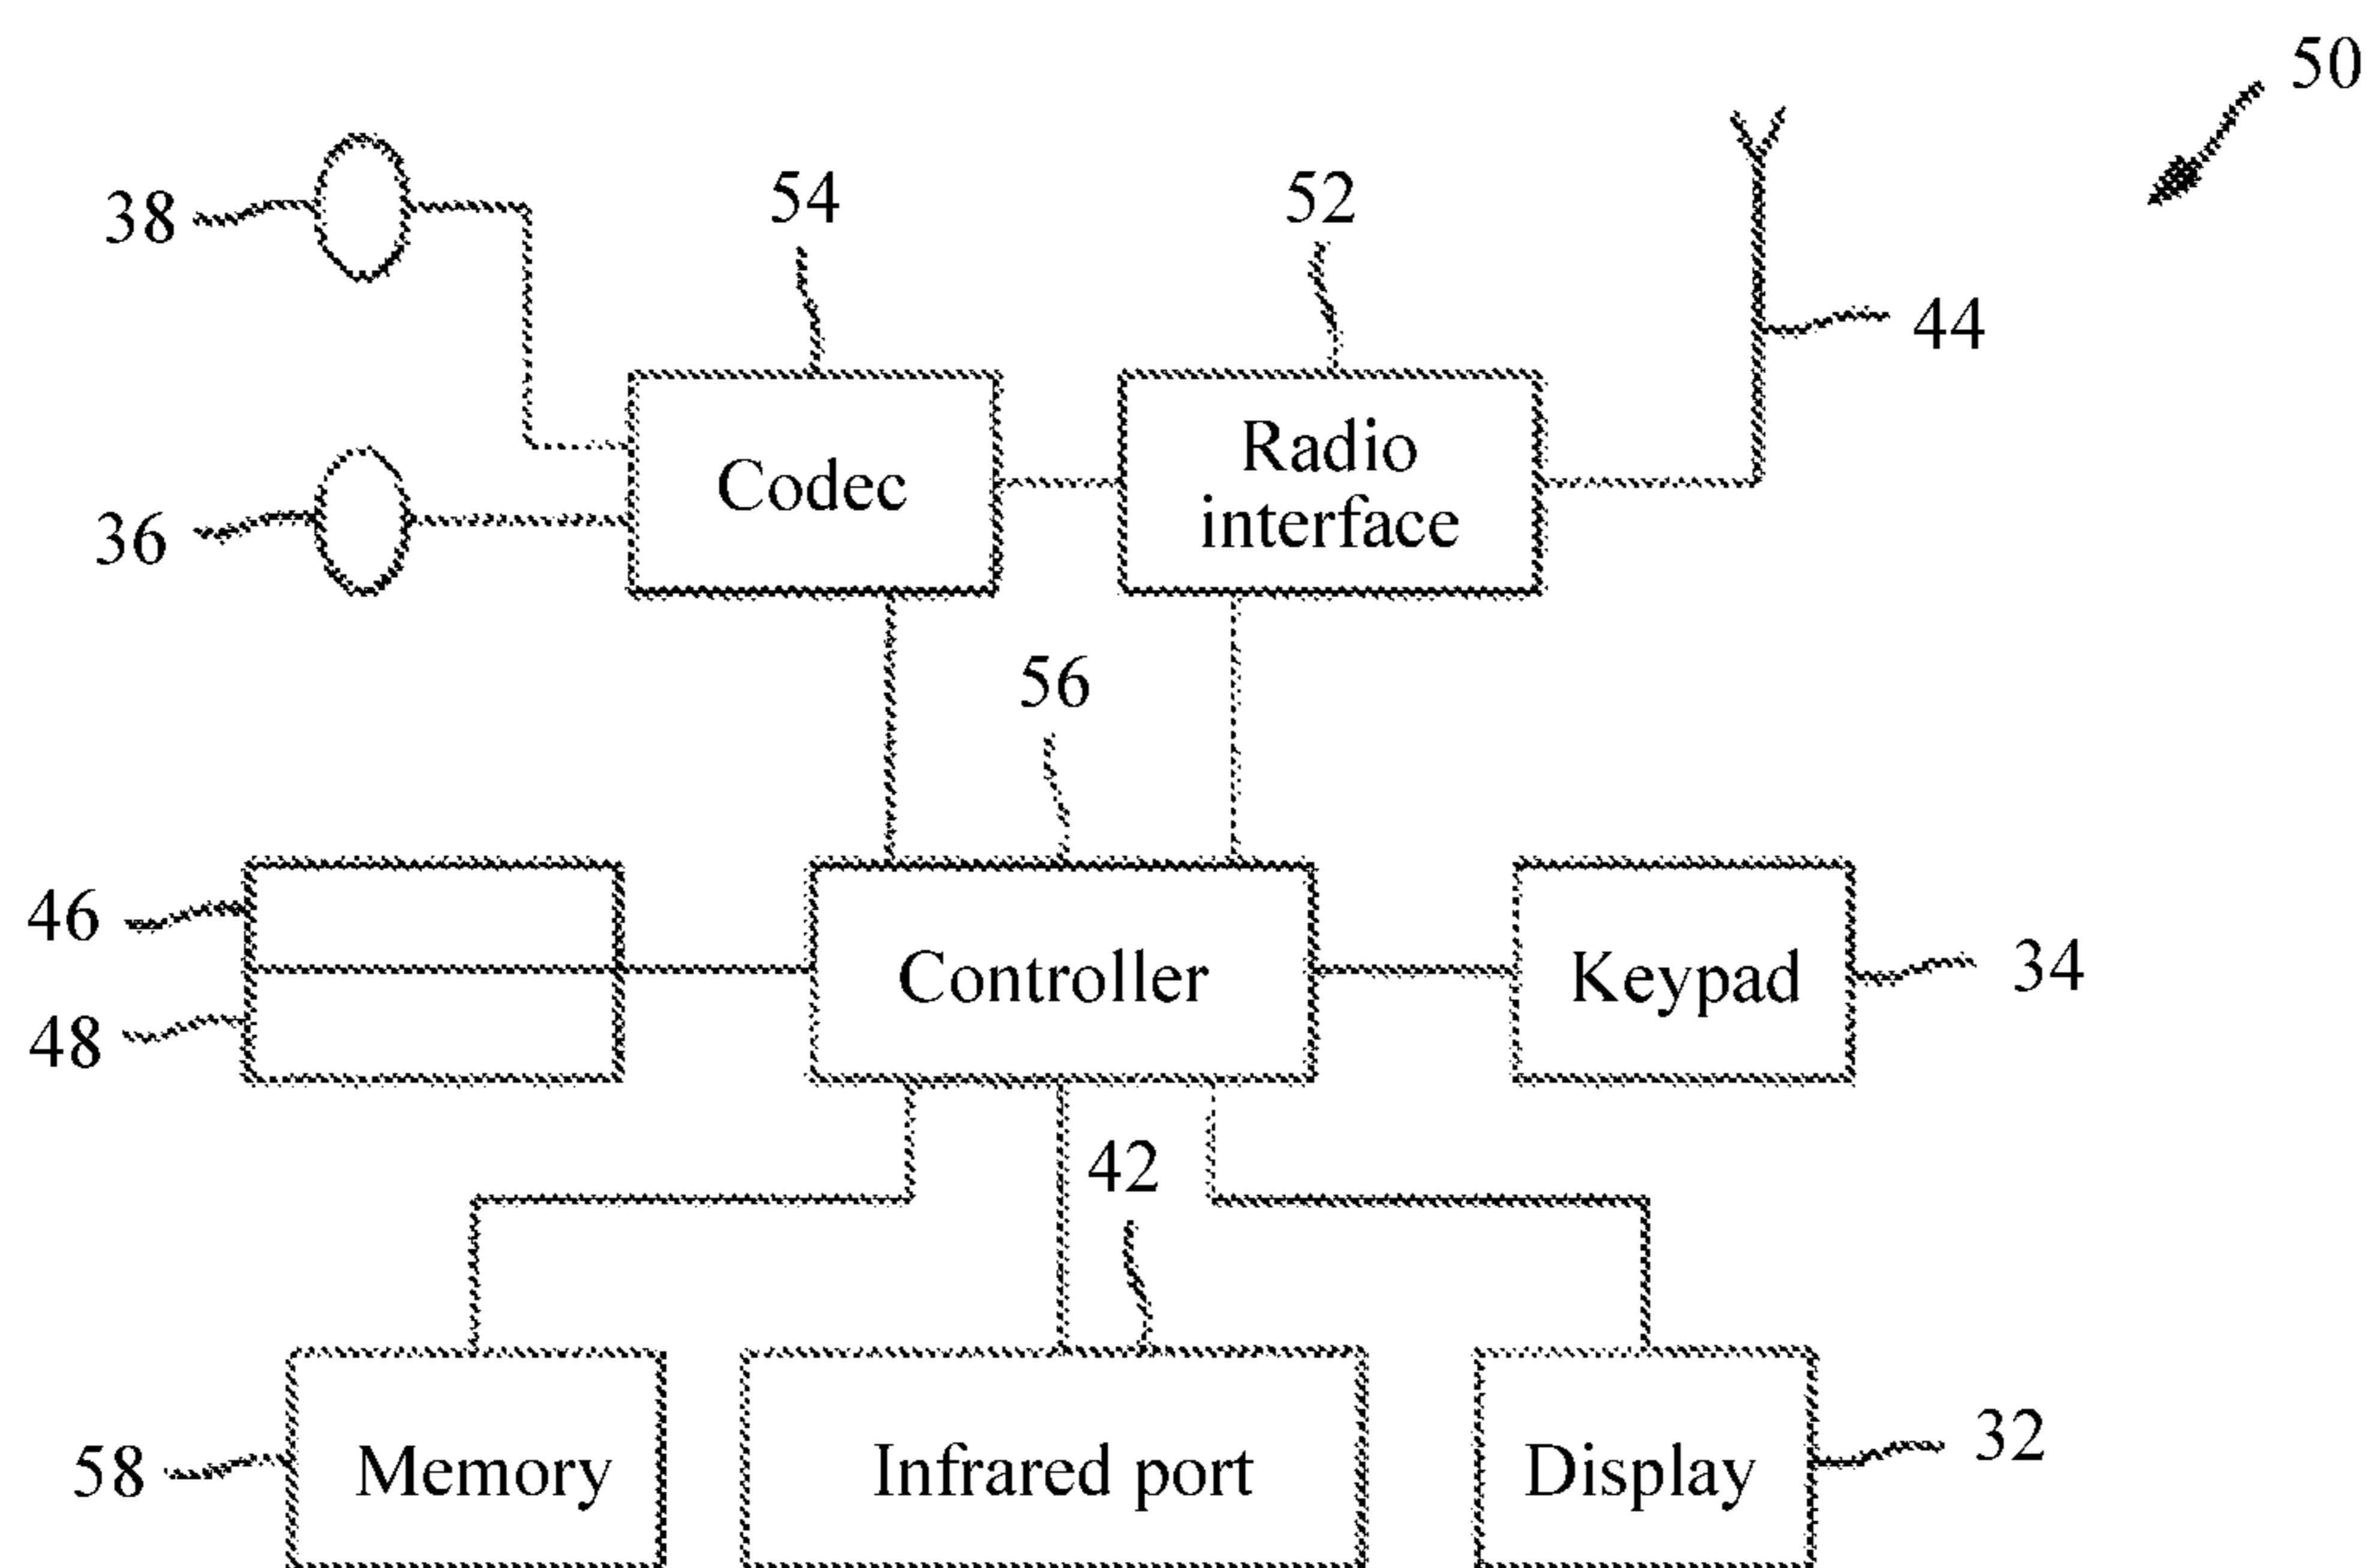 50
38
54
52
44
Codec
Radio
interface
36
56
46
Controller
Keypad
34
48
42
58
Memory
Infrared port
Display
32